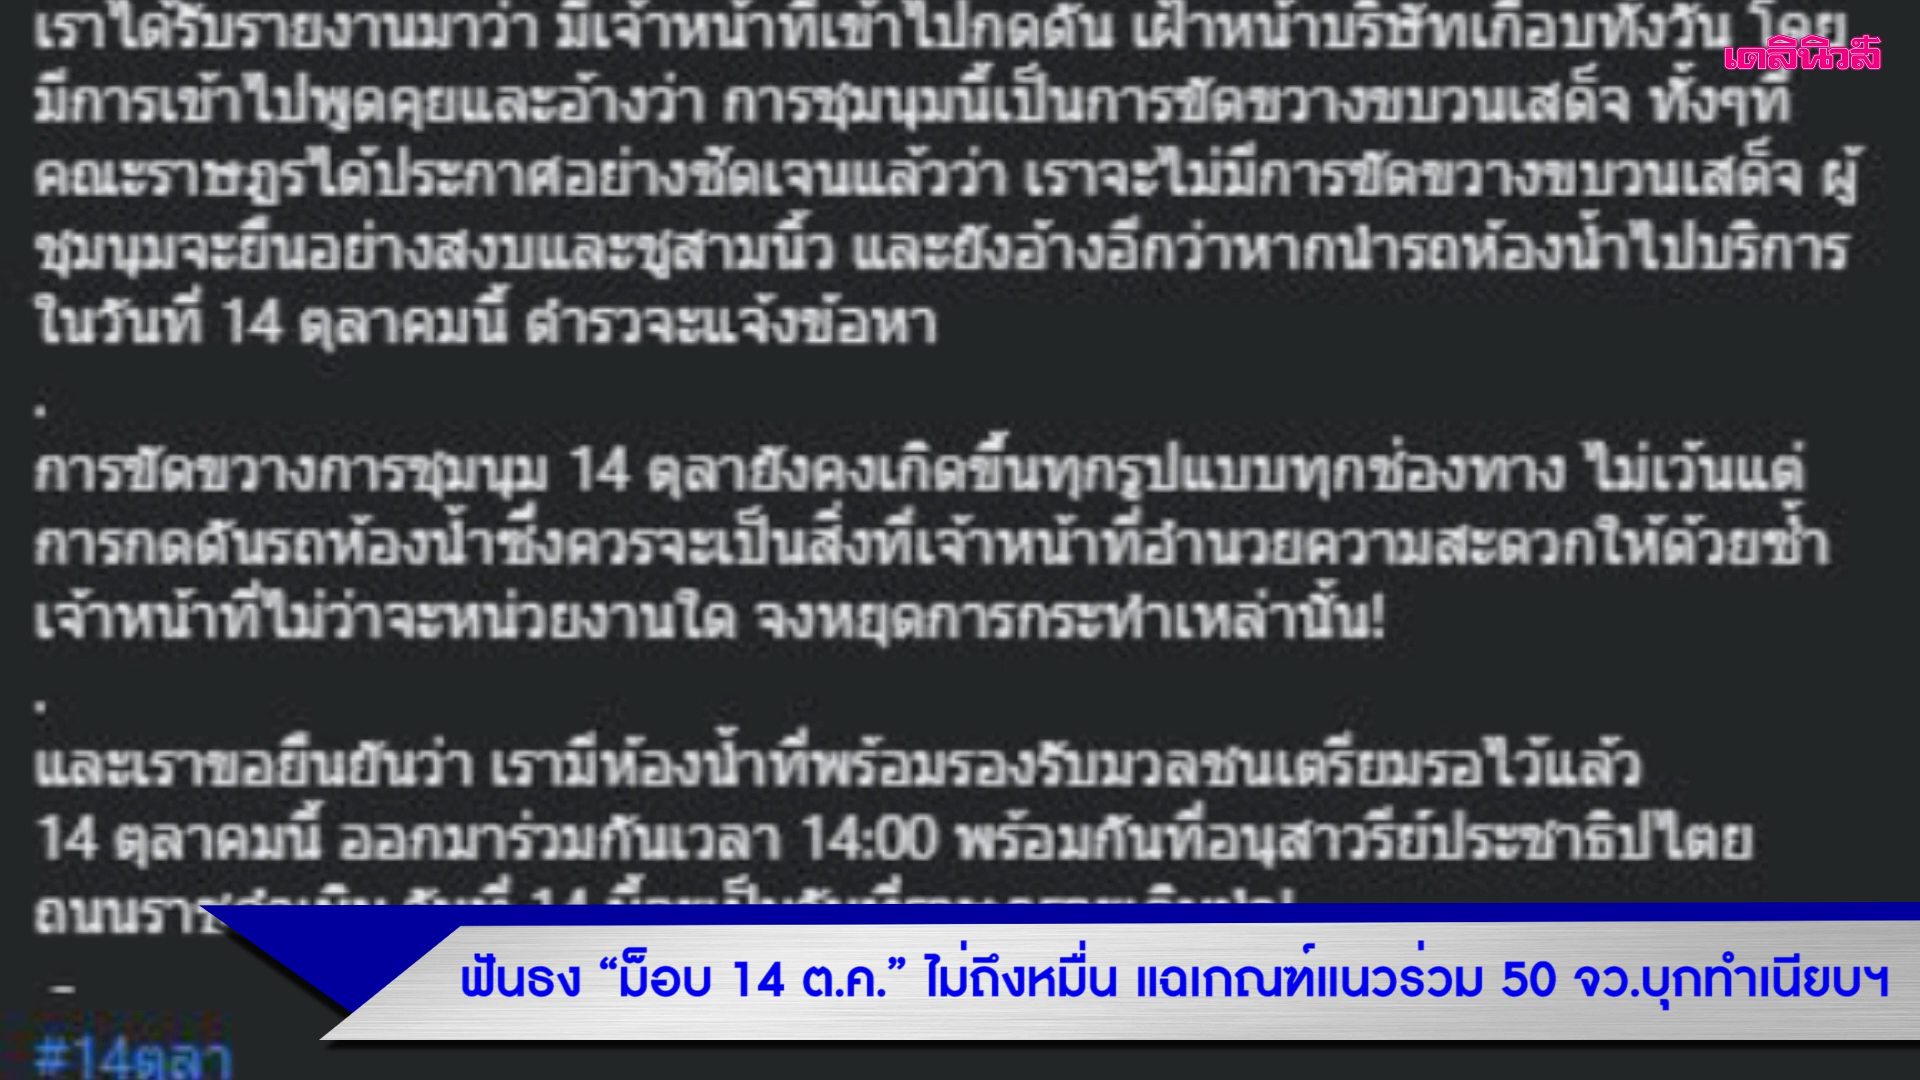 เราได้รับรายงานมาว่า มีเจ้าหน้าที่เข้าไปกดดัน เฝ้าหน้าบริษัทเกือบทั้งวัน โดย
เดลินิวส์
มีการเข้าไปพูดคุยและอ้างว่า การชุมนุมนี้เป็นการขัดขวางขบวนเสด็จ ทั้งๆที่
คณะราษฎรได้ประกาศอย่างชัดเจนแล้วว่า เราจะไม่มีการขัดขวางขบวนเสด็จ ผู้
ชุมนุมจะยืนอย่างสงบและชูสามนิ้ว และยังอ้างอีกว่าหากนำรถห้องน้ำไปบริการ
ในวันที่ 14 ตุลาคมนี้ ตำรวจะแจ้งข้อหา
.
การขัดขวางการชุมนุม 14 ตุลายังคงเกิดขึ้นทุกรูปแบบทุกช่องทาง ไม่เว้นแต่
การกดดันรถห้องน้ำซึ่งควรจะเป็นสิ่งที่เจ้าหน้าที่อำนวยความสะดวกให้ด้วยซ้ำ
เจ้าหน้าที่ไม่ว่าจะหน่วยงานใด จงหยุดการกระทำเหล่านั้น!
.
และเราขอยืนยันว่า เรามีห้องน้ำที่พร้อมรองรับมวลชนเตรียมรอไว้แล้ว
14 ตุลาคมนี้ ออกมาร่วมกันเวลา 14:00 พร้อมกันที่อนุสาวรีย์ประชาธิปไตย
ถนนราชดำเนิน วันที่ 14 นี้
ฟันธง “ม็อบ 14 ต.ค.” ไม่ถึงหมื่น แฉเกณฑ์แนวร่วม 50 จว.บุกทำเนียบฯ
#14ตุลา